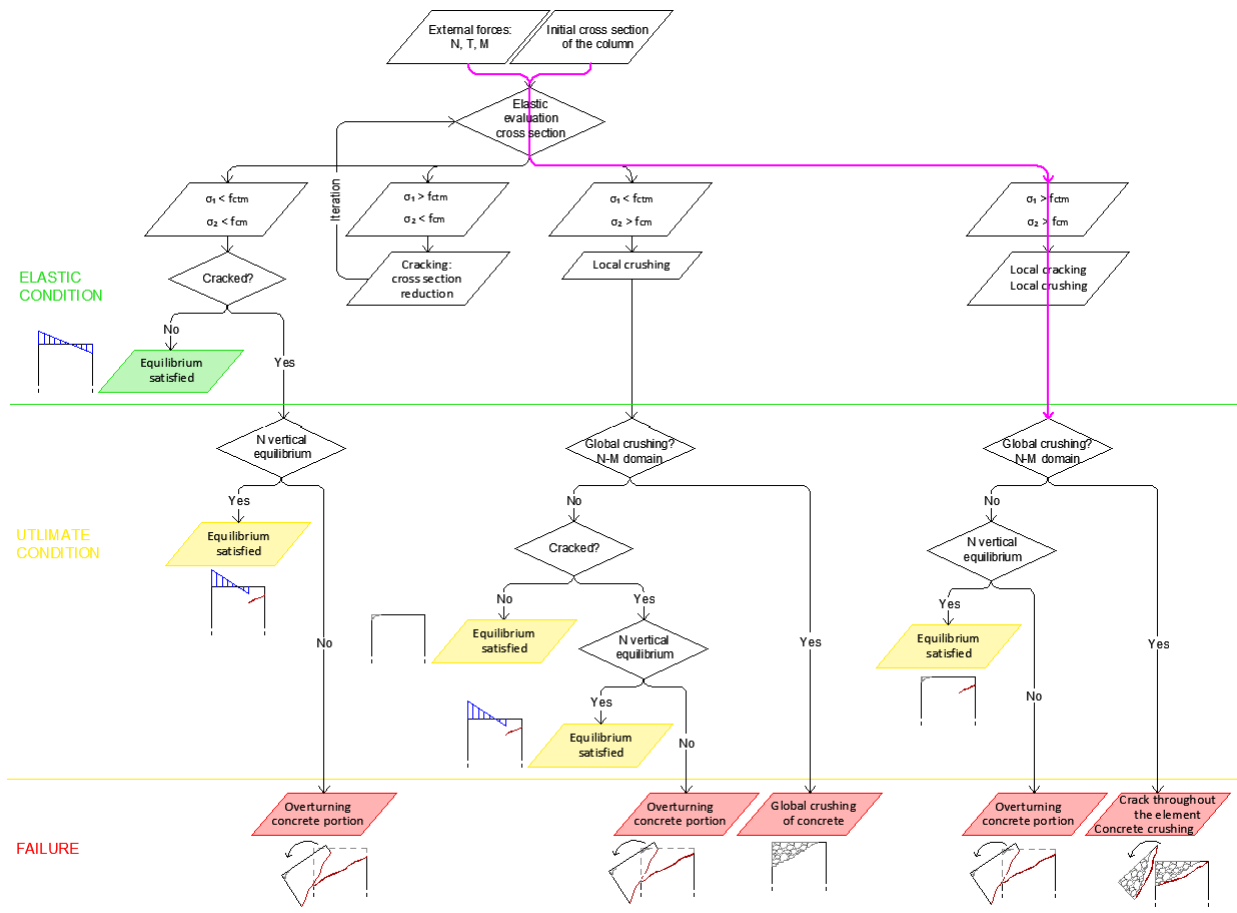 External forces:
N, T, M
Initial cross section
of the column
Elastic
evaluation
cross section
Iteration
σ₁ < fctm
σ₂ < fcm
σ₁ > fctm
σ₂ < fcm
σ₁ < fctm
σ₂ > fcm
σ₁ > fctm
σ₂ > fcm
Cracked?
Cracking:
cross section
reduction
Local crushing
Local cracking
Local crushing
ELASTIC
CONDITION
No
Yes
Equilibrium
satisfied
N vertical
equilibrium
Global crushing?
N-M domain
Global crushing?
N-M domain
Yes
No
No
UTLIMATE
CONDITION
Equilibrium
satisfied
Cracked?
N vertical
equilibrium
No
Yes
Yes
No
Equilibrium
satisfied
N vertical
equilibrium
Yes
Equilibrium
satisfied
Yes
No
Yes
No
Equilibrium
satisfied
Overturning
concrete portion
Overturning
concrete portion
Global crushing
of concrete
Overturning
concrete portion
Crack throughout
the element
Concrete crushing
FAILURE